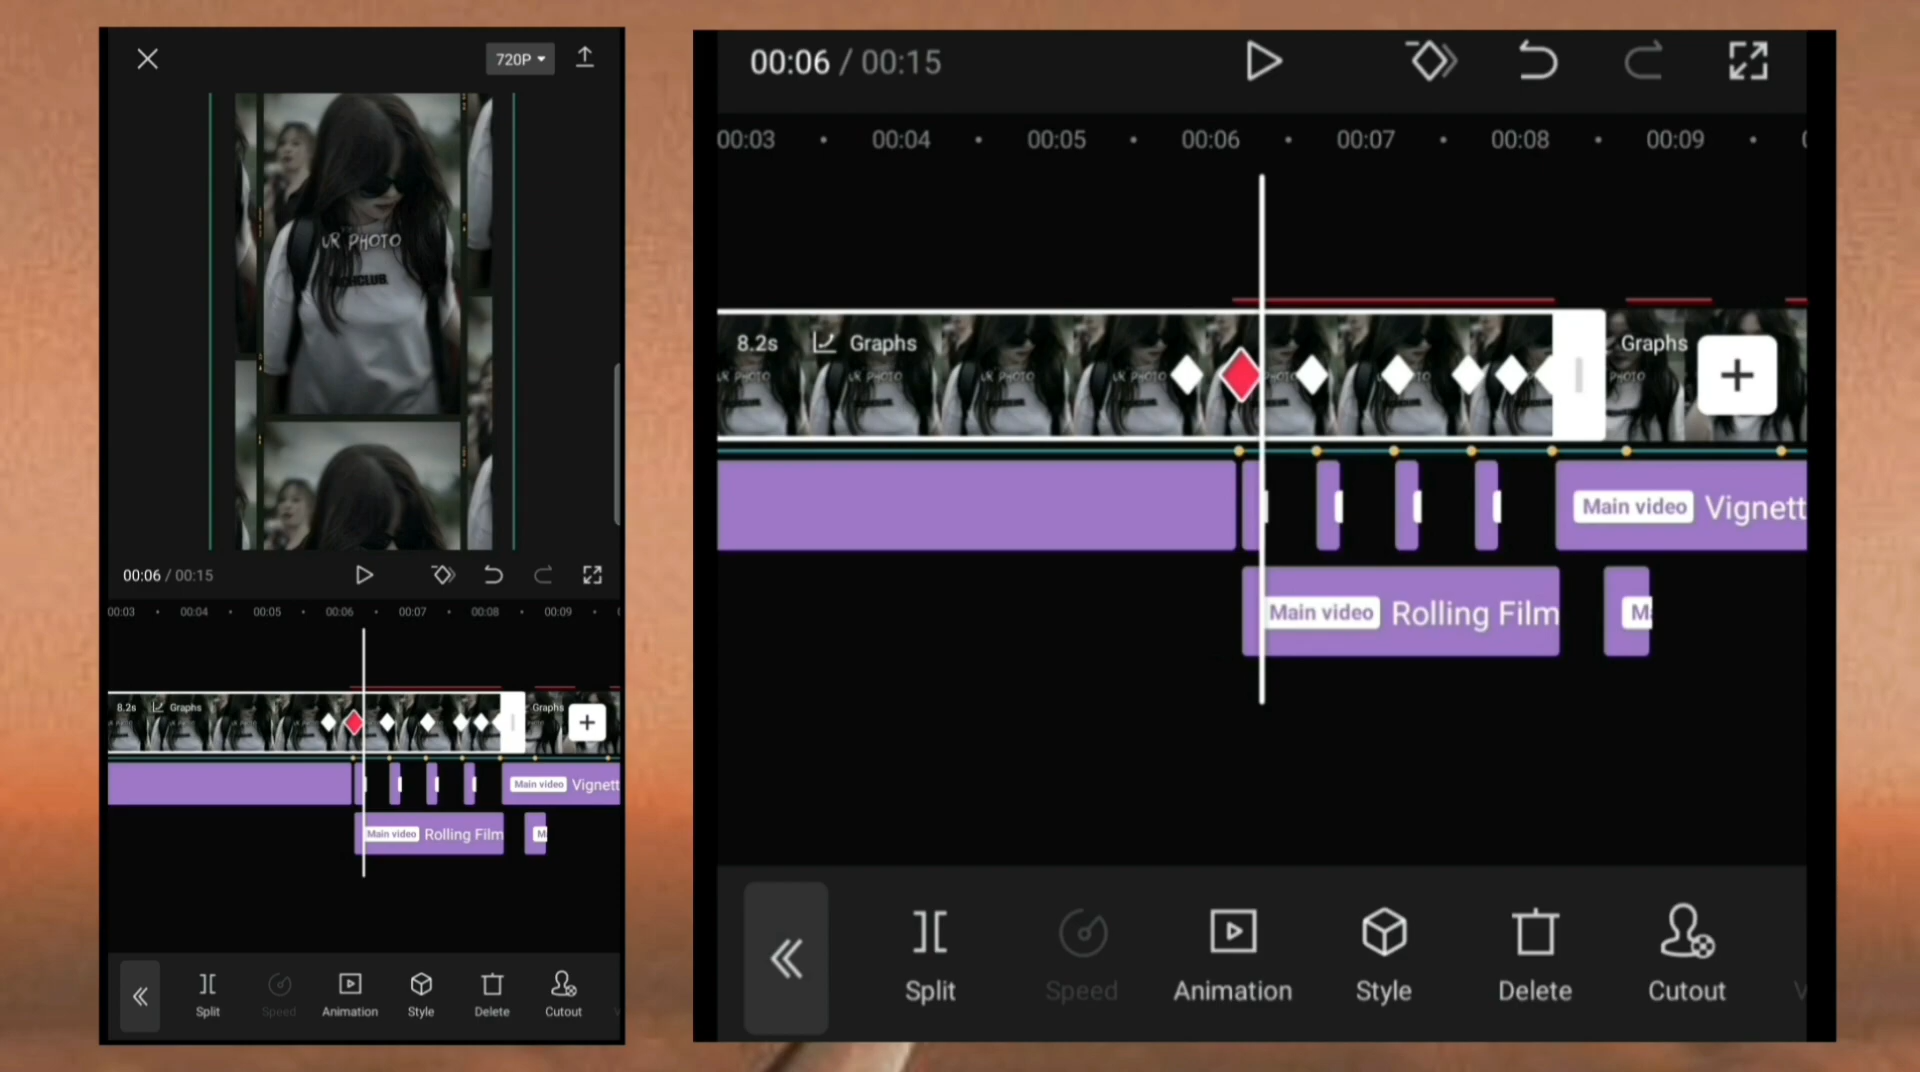 720P
UR PHOTO
00:06 / 00:15
00:03 00:04 00:05 00:06 00:07 00:08 00:09
8.2s Graphs Graphs
Main video Vignett
Main video Rolling Film M
Split Speed Animation Style Delete Cutout
00:06 / 00:15
00:03 00:04 00:05 00:06 00:07 00:08 00:09
8.2s Graphs Graphs
Main video Vignett
Main video Rolling Film Ma
Split Speed Animation Style Delete Cutout V